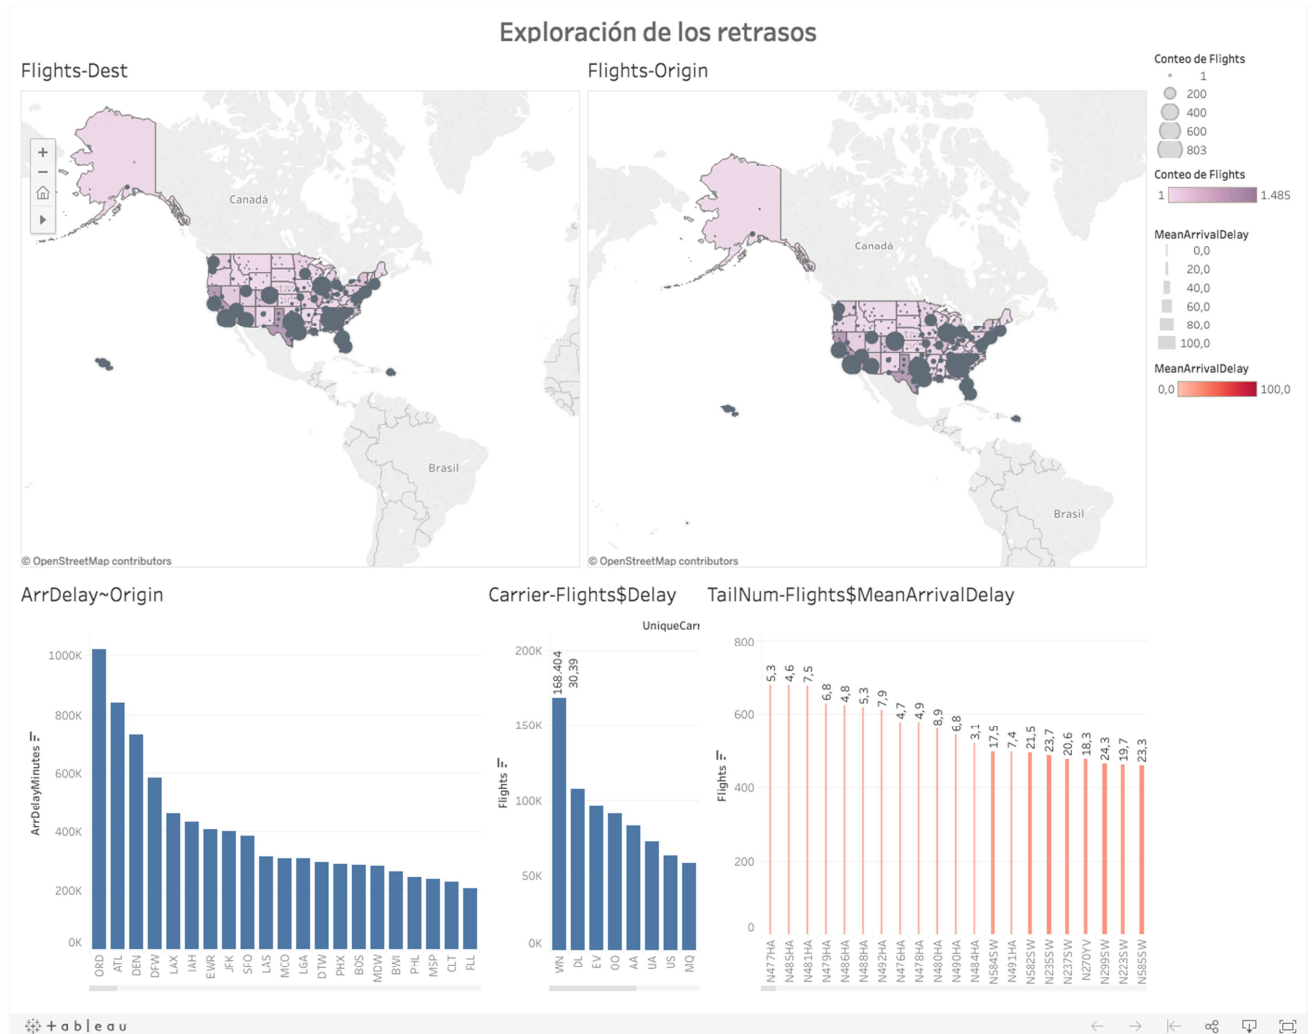 Exploración de los retrasos
Flights-Dest
Canadá
Brasil
© OpenStreetMap contributors
Flights-Origin
Canadá
Brasil
© OpenStreetMap contributors
Conteo de Flights
1
200
400
600
803
Conteo de Flights
1 1.485
MeanArrivalDelay
0,0
20,0
40,0
60,0
80,0
100,0
MeanArrivalDelay
0,0 100,0
ArrDelay~Origin
ArrDelayMinutes
1000K
800K
600K
400K
200K
0K
ORD ATL DEN DFW LAX IAH EWR JFK SFO LAS MCO LGA DTW PHX BOS MDW BWI PHL MSP CLT FLL
Carrier-Flights$Delay
UniqueCarr
Flights
200K
150K
100K
50K
0K
168.404
30,39
WN DL EV OO AA UA US MQ
TailNum-Flights$MeanArrivalDelay
Flights
800
600
400
200
0
5,3 4,6 7,5 6,8 4,8 5,3 7,9 4,7 4,9 8,9 6,8 3,1 17,5 7,4 21,5 23,7 20,6 18,3 24,3 19,7 23,3
N477HA N485HA N481HA N479HA N486HA N488HA N492HA N476HA N478HA N480HA N490HA N484HA N584SW N491HA N582SW N235SW N237SW N270YV N299SW N223SW N585SW
+ a b l e a u